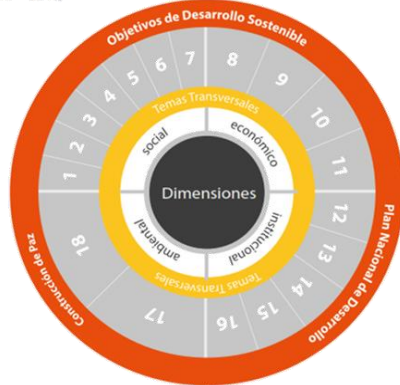 Objetivos de Desarrollo Sostenible
Plan Nacional de Desarrollo
Construcción de Paz
1
2
3
4
5
6
7
8
9
10
11
12
13
14
15
16
17
18
Temas Transversales
Temas Transversales
social
económico
institucional
ambiental
Dimensiones